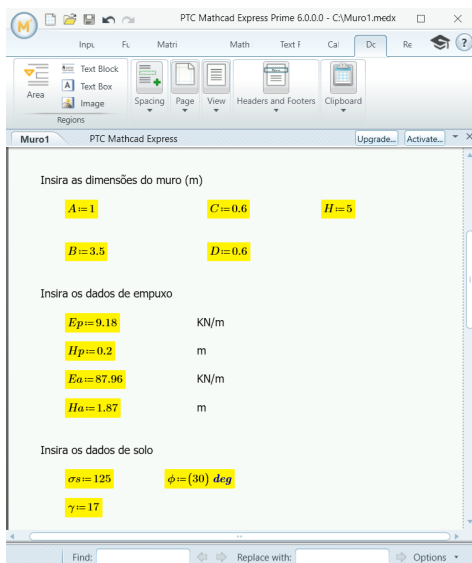 PTC Mathcad Express Prime 6.0.0.0 - C:\Muro1.medx
Inpu Fu Matri Math Text F Cal Dc Re
Area
Text Block
Text Box
Image
Regions
Spacing Page View Headers and Footers Clipboard
Muro1 PTC Mathcad Express Upgrade... Activate...
Insira as dimensões do muro (m)
A≔1 C≔0.6 H≔5
B≔3.5 D≔0.6
Insira os dados de empuxo
Ep≔9.18 KN/m
Hp≔0.2 m
Ea≔87.96 KN/m
Ha≔1.87 m
Insira os dados de solo
σs≔125 ϕ≔(30) deg
γ≔17
Find: Replace with: Options